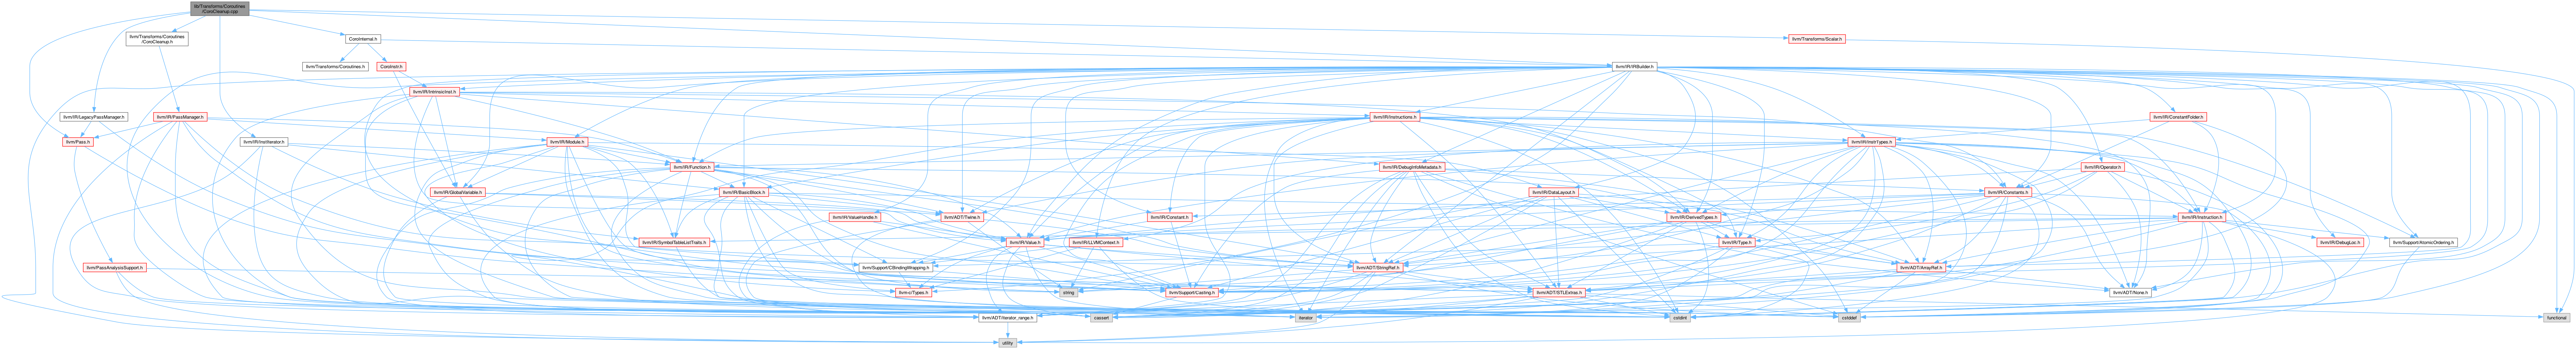 lib/Transforms/Coroutines
/CoroCleanup.cpp
llvm/Transforms/Coroutines
/CoroCleanup.h
CoroInternal.h
llvm/Transforms/Scalar.h
llvm/Transforms/Coroutines.h
CoroInstr.h
llvm/IR/IRBuilder.h
llvm/IR/IntrinsicInst.h
llvm/IR/LegacyPassManager.h
llvm/IR/PassManager.h
llvm/IR/Instructions.h
llvm/IR/ConstantFolder.h
llvm/Pass.h
llvm/IR/InstIterator.h
llvm/IR/Module.h
llvm/IR/InstrTypes.h
llvm/IR/Function.h
llvm/IR/DebugInfoMetadata.h
llvm/IR/Operator.h
llvm/IR/GlobalVariable.h
llvm/IR/BasicBlock.h
llvm/IR/DataLayout.h
llvm/IR/Constants.h
llvm/ADT/Twine.h
llvm/IR/ValueHandle.h
llvm/IR/Constant.h
llvm/IR/DerivedTypes.h
llvm/IR/Instruction.h
llvm/IR/SymbolTableListTraits.h
llvm/IR/Value.h
llvm/IR/LLVMContext.h
llvm/IR/Type.h
llvm/IR/DebugLoc.h
llvm/Support/AtomicOrdering.h
llvm/PassAnalysisSupport.h
llvm/Support/CBindingWrapping.h
llvm/ADT/StringRef.h
llvm/ADT/ArrayRef.h
llvm-c/Types.h
string
llvm/Support/Casting.h
llvm/ADT/STLExtras.h
llvm/ADT/None.h
llvm/ADT/iterator_range.h
cassert
iterator
cstdint
cstddef
functional
utility